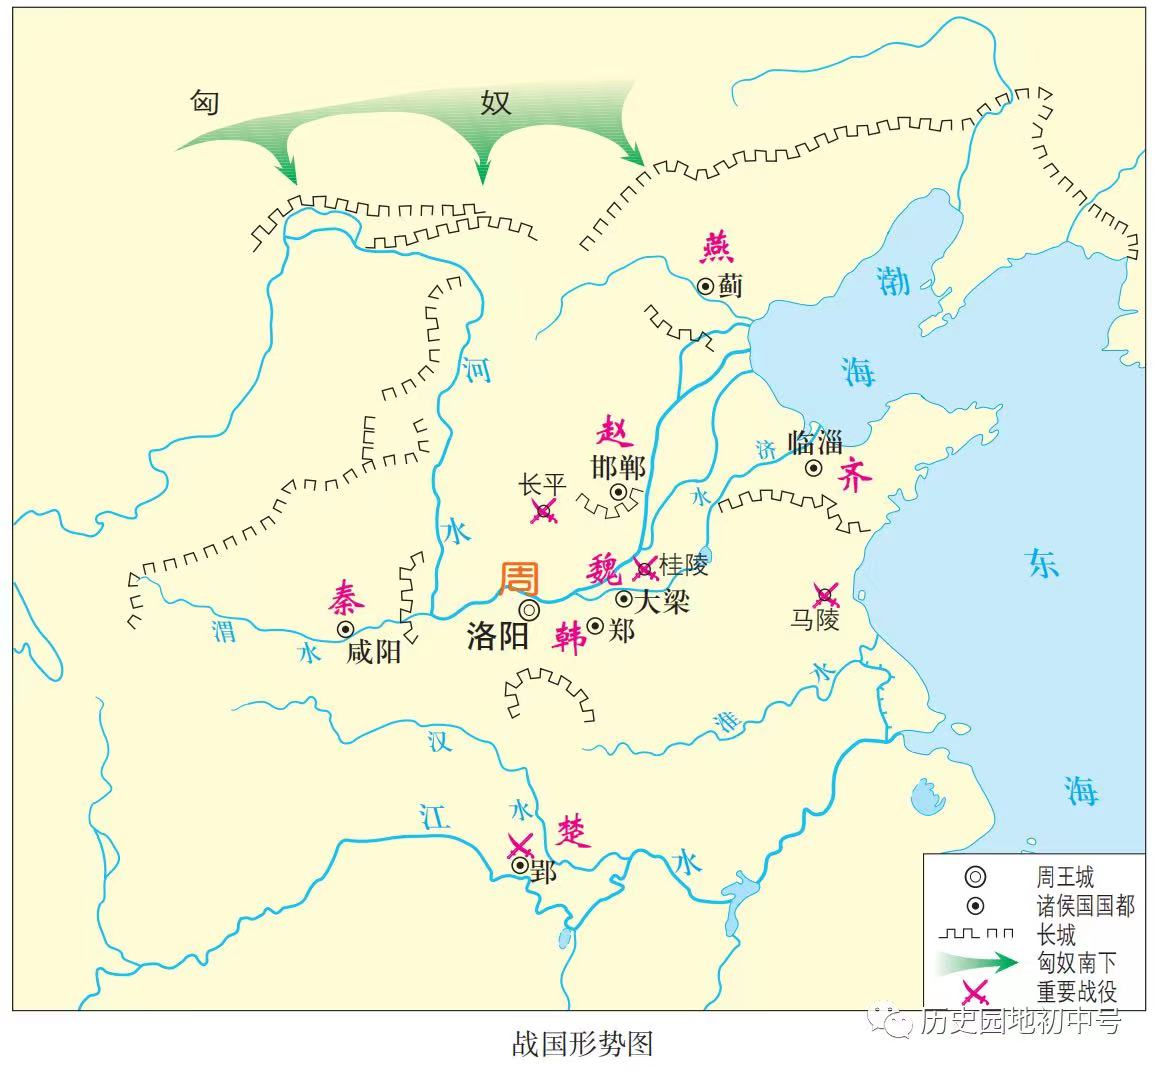 匈 奴
燕
蓟
渤
海
河
赵
邯郸
长平
临淄
齐
济
水
水
东
海
周
洛阳
魏
桂陵
大梁
秦
咸阳
渭
水
韩
郑
马陵
水
淮
汉
水
江
楚
郢
水
周王城
诸侯国国都
长城
匈奴南下
重要战役
历史园地初中号
战国形势图